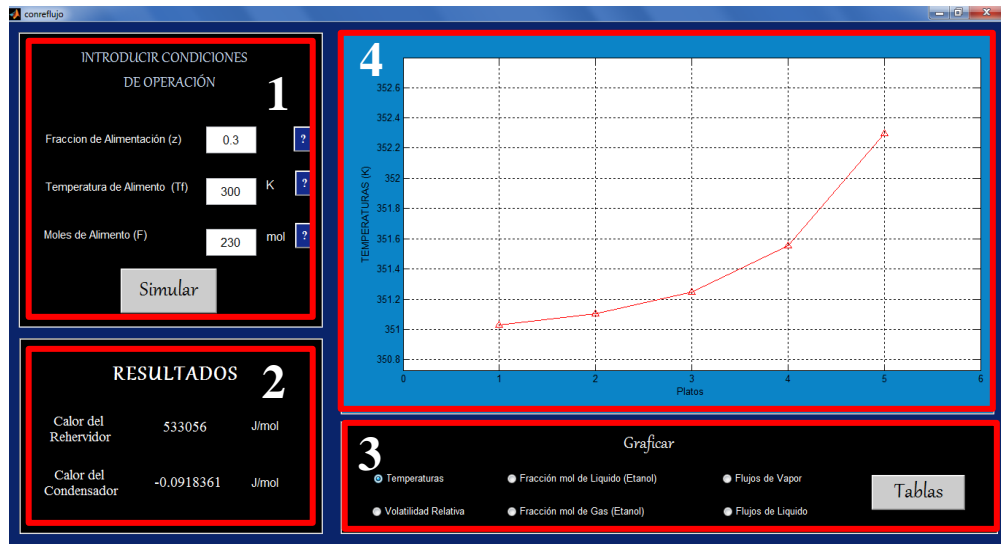 conreflujo
INTRODUCIR CONDICIONES
DE OPERACIÓN
1
Fraccion de Alimentación (z) 0.3 ?
Temperatura de Alimento (Tf) 300 K ?
Moles de Alimento (F) 230 mol ?
Simular
RESULTADOS
2
Calor del
Rehervidor 533056 J/mol
Calor del
Condensador -0.0918361 J/mol
4
TEMPERATURAS (K)
352.6
352.4
352.2
352
351.8
351.6
351.4
351.2
351
350.8
0 1 2 3 4 5 6
Platos
3
Graficar
Temperaturas Fracción mol de Liquido (Etanol) Flujos de Vapor
Volatilidad Relativa Fracción mol de Gas (Etanol) Flujos de Liquido
Tablas